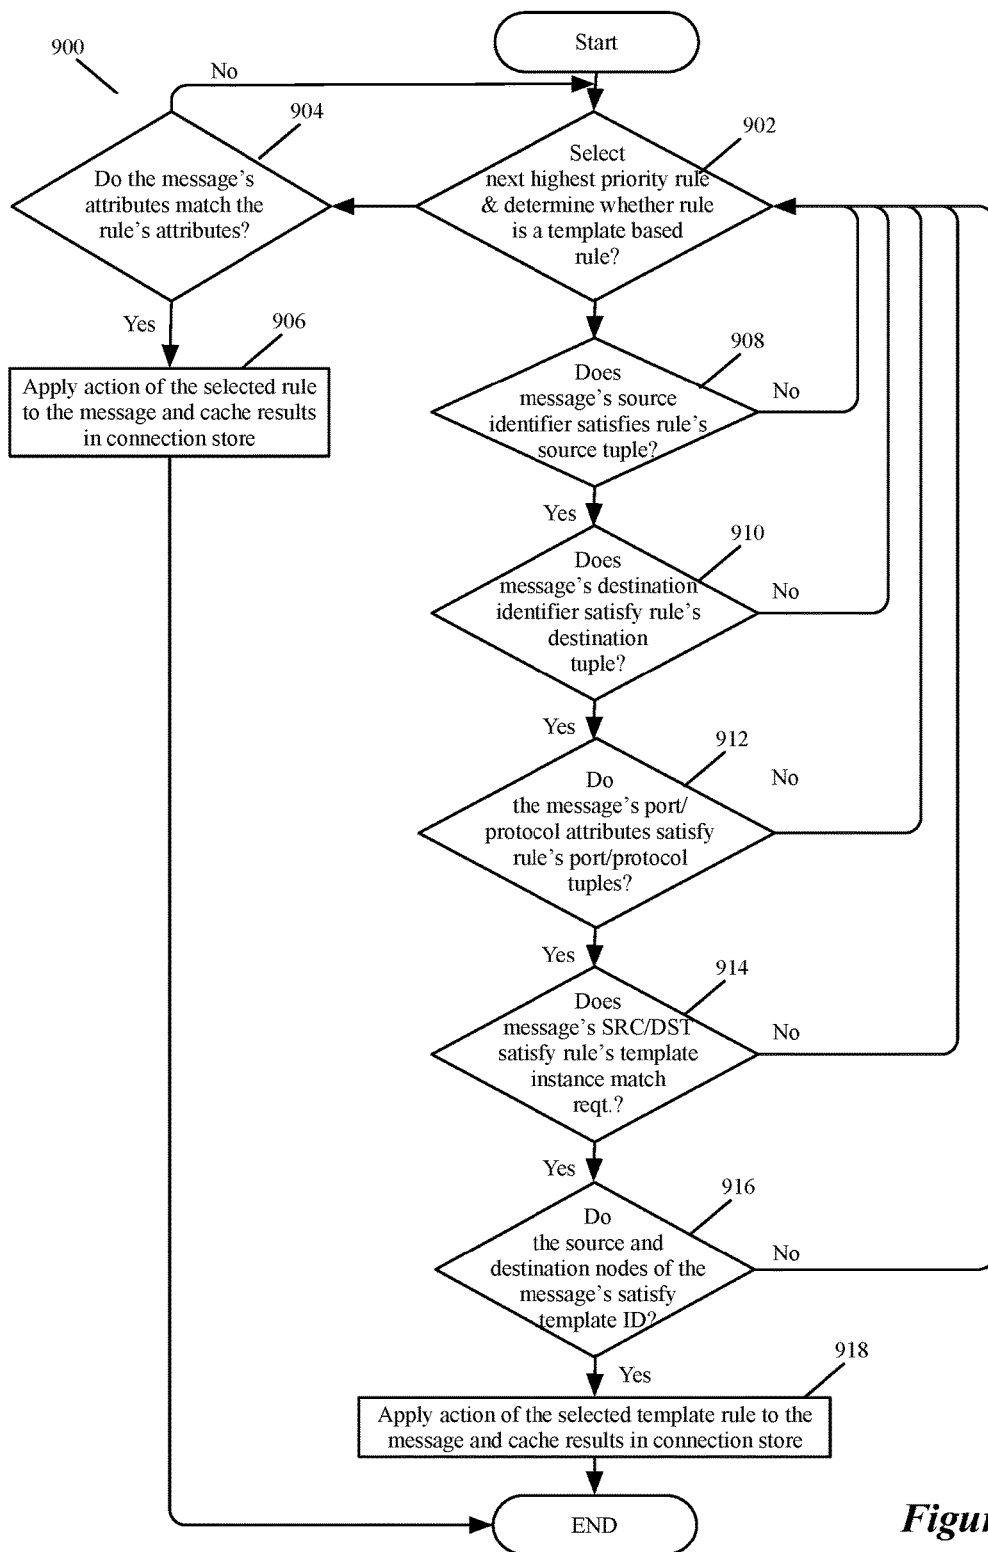 Start
900
No
904
902
Do the message's
attributes match the
rule's attributes?
Select
next highest priority rule
& determine whether rule
is a template based
rule?
Yes
906
Apply action of the selected rule
to the message and cache results
in connection store
908
Does
message's source
identifier satisfies rule's
source tuple?
No
Yes
910
Does
message's destination
identifier satisfy rule's
destination
tuple?
No
Yes
912
Do
the message's port/
protocol attributes satisfy
rule's port/protocol
tuples?
No
Yes
914
Does
message's SRC/DST
satisfy rule's template
instance match
reqt.?
No
Yes
916
Do
the source and
destination nodes of the
message's satisfy
template ID?
No
Yes
918
Apply action of the selected template rule to the
message and cache results in connection store
END
Figur